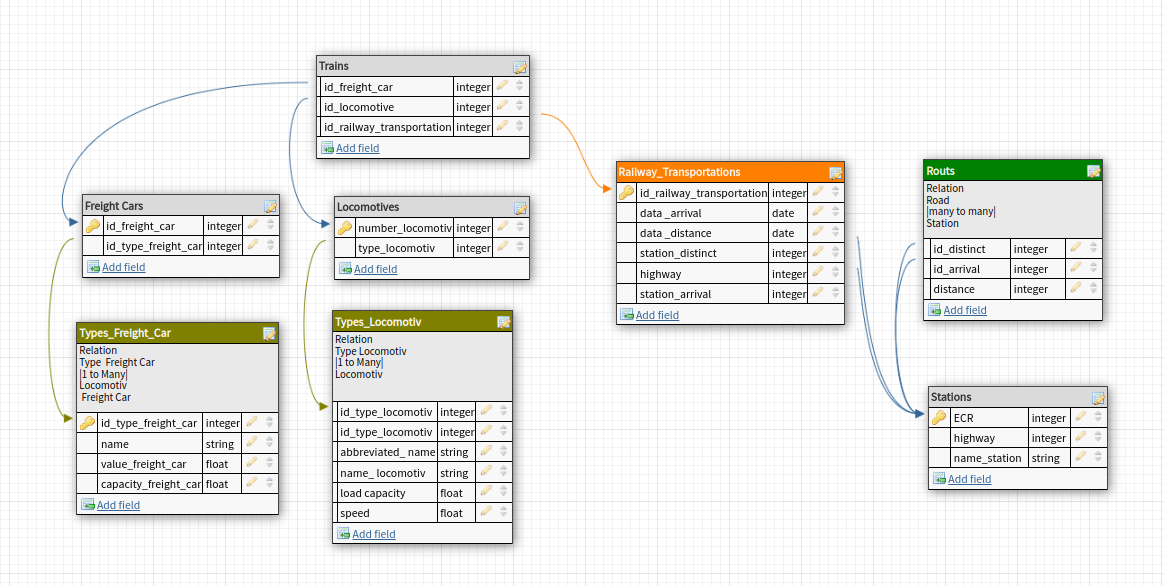 Trains
id_freight_car integer
id_locomotive integer
id_railway_transportation integer
Add field
Freight Cars
id_freight_car integer
id_type_freight_car integer
Add field
Locomotives
number_locomotiv integer
type_locomotiv integer
Add field
Railway_Transportations
id_railway_transportation integer
data _arrival date
data _distance date
station_distinct integer
highway integer
station_arrival integer
Add field
Routs
Relation
Road
|many to many|
Station
id_distinct integer
id_arrival integer
distance integer
Add field
Types_Freight_Car
Relation
Type Freight Car
|1 to Many|
Locomotiv
Freight Car
id_type_freight_car integer
name string
value_freight_car float
capacity_freight_car float
Add field
Types_Locomotiv
Relation
Type Locomotiv
|1 to Many|
Locomotiv
id_type_locomotiv integer
id_type_locomotiv integer
abbreviated_ name string
name_ locomotiv string
load capacity float
speed float
Add field
Stations
ECR integer
highway integer
name_station string
Add field